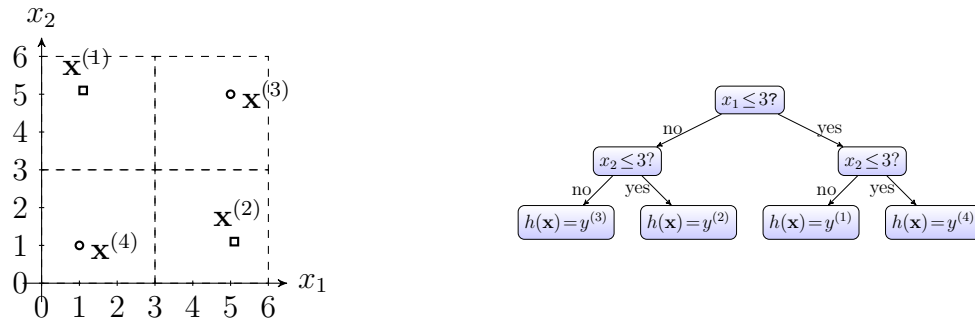 x₂
6
x⁽¹⁾
5
x⁽³⁾
4
3
2
x⁽²⁾
1
x⁽⁴⁾
0
x₁
0 1 2 3 4 5 6
x₁ ≤ 3?
no yes
x₂ ≤ 3? x₂ ≤ 3?
no yes no yes
h(x) = y⁽³⁾ h(x) = y⁽²⁾ h(x) = y⁽¹⁾ h(x) = y⁽⁴⁾